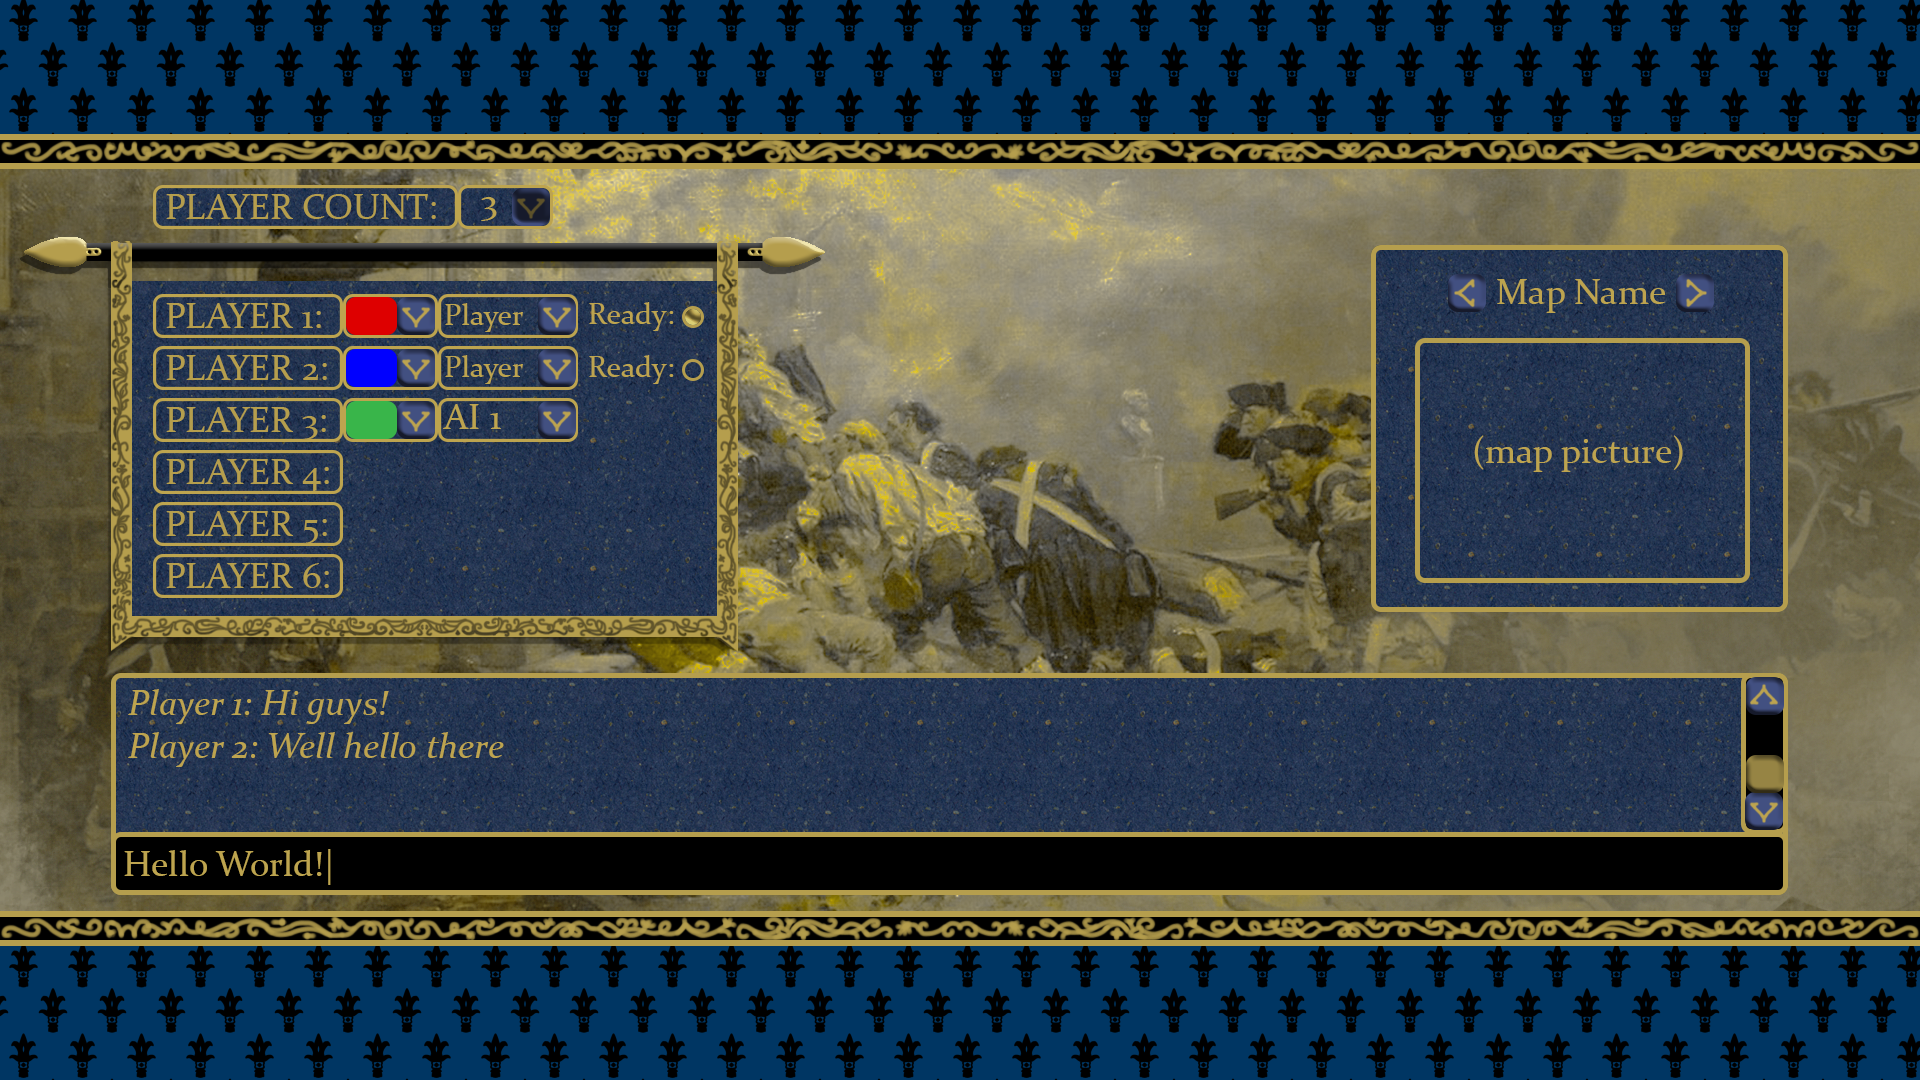 PLAYER COUNT: 3
PLAYER 1: Player Ready:
PLAYER 2: Player Ready:
PLAYER 3: AI 1
PLAYER 4:
PLAYER 5:
PLAYER 6:
Map Name
(map picture)
Player 1: Hi guys!
Player 2: Well hello there
Hello World!|